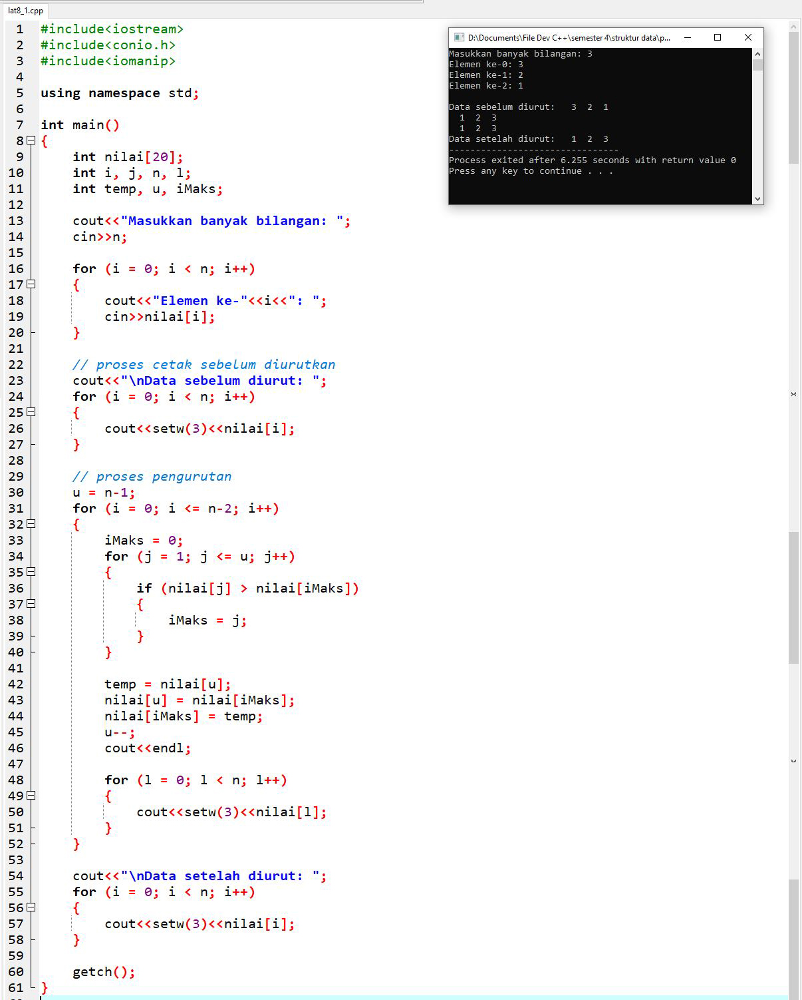 lat8_1.cpp
1 #include<iostream>
2 #include<conio.h>
3 #include<iomanip>
4
5 using namespace std;
6
7 int main()
8 {
9     int nilai[20];
10     int i, j, n, l;
11     int temp, u, iMaks;
12
13     cout<<"Masukkan banyak bilangan: ";
14     cin>>n;
15
16     for (i = 0; i < n; i++)
17     {
18         cout<<"Elemen ke-"<<i<<": ";
19         cin>>nilai[i];
20     }
21
22     // proses cetak sebelum diurutkan
23     cout<<"\nData sebelum diurut: ";
24     for (i = 0; i < n; i++)
25     {
26         cout<<setw(3)<<nilai[i];
27     }
28
29     // proses pengurutan
30     u = n-1;
31     for (i = 0; i <= n-2; i++)
32     {
33         iMaks = 0;
34         for (j = 1; j <= u; j++)
35         {
36             if (nilai[j] > nilai[iMaks])
37             {
38                 iMaks = j;
39             }
40         }
41
42         temp = nilai[u];
43         nilai[u] = nilai[iMaks];
44         nilai[iMaks] = temp;
45         u--;
46         cout<<endl;
47
48         for (l = 0; l < n; l++)
49         {
50             cout<<setw(3)<<nilai[l];
51         }
52     }
53
54     cout<<"\nData setelah diurut: ";
55     for (i = 0; i < n; i++)
56     {
57         cout<<setw(3)<<nilai[i];
58     }
59
60     getch();
61 }
D:\Documents\File Dev C++\semester 4\struktur data\p...
Masukkan banyak bilangan: 3
Elemen ke-0: 3
Elemen ke-1: 2
Elemen ke-2: 1
Data sebelum diurut:   3  2  1
  1  2  3
  1  2  3
Data setelah diurut:   1  2  3
--------------------------------
Process exited after 6.255 seconds with return value 0
Press any key to continue . . .